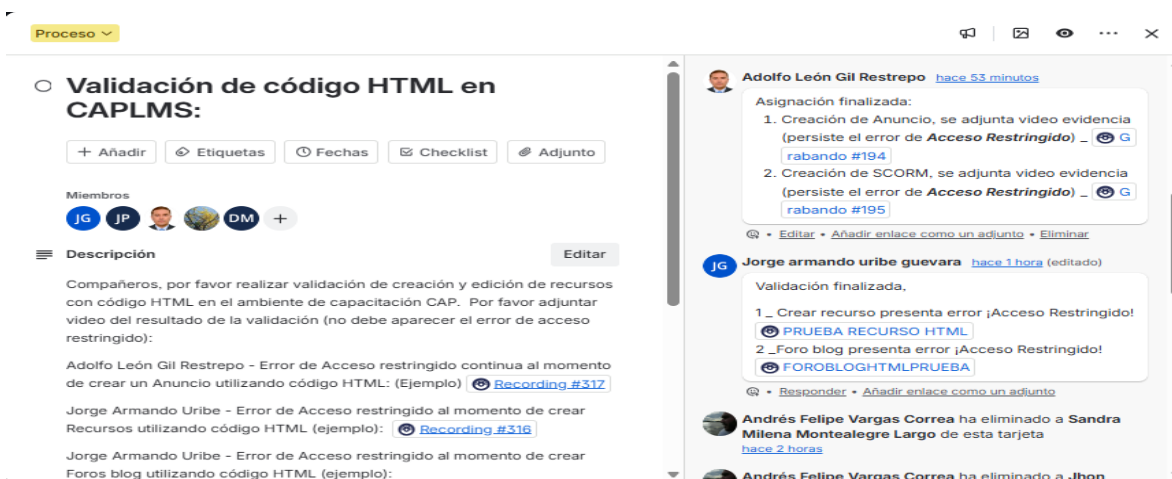 Proceso
Validación de código HTML en
CAPLMS:
+ Añadir
Etiquetas
Fechas
Checklist
Adjunto
Miembros
JG JP DM +
Descripción
Editar
Compañeros, por favor realizar validación de creación y edición de recursos
con código HTML en el ambiente de capacitación CAP. Por favor adjuntar
video del resultado de la validación (no debe aparecer el error de acceso
restringido):
Adolfo León Gil Restrepo - Error de Acceso restringido continua al momento
de crear un Anuncio utilizando código HTML: (Ejemplo) Recording #317
Jorge Armando Uribe - Error de Acceso restringido al momento de crear
Recursos utilizando código HTML (ejemplo): Recording #316
Jorge Armando Uribe - Error de Acceso restringido al momento de crear
Foros blog utilizando código HTML (ejemplo):
Adolfo León Gil Restrepo hace 53 minutos
Asignación finalizada:
1. Creación de Anuncio, se adjunta video evidencia
(persiste el error de Acceso Restringido) _ G
rabando #194
2. Creación de SCORM, se adjunta video evidencia
(persiste el error de Acceso Restringido) _ G
rabando #195
• Editar • Añadir enlace como un adjunto • Eliminar
JG Jorge armando uribe guevara hace 1 hora (editado)
Validación finalizada,
1 _ Crear recurso presenta error ¡Acceso Restringido!
PRUEBA RECURSO HTML
2 _Foro blog presenta error ¡Acceso Restringido!
FOROBLOGHTMLPRUEBA
• Responder • Añadir enlace como un adjunto
Andrés Felipe Vargas Correa ha eliminado a Sandra
Milena Montealegre Largo de esta tarjeta
hace 2 horas
Andrés Felipe Vargas Correa ha eliminado a Jhon